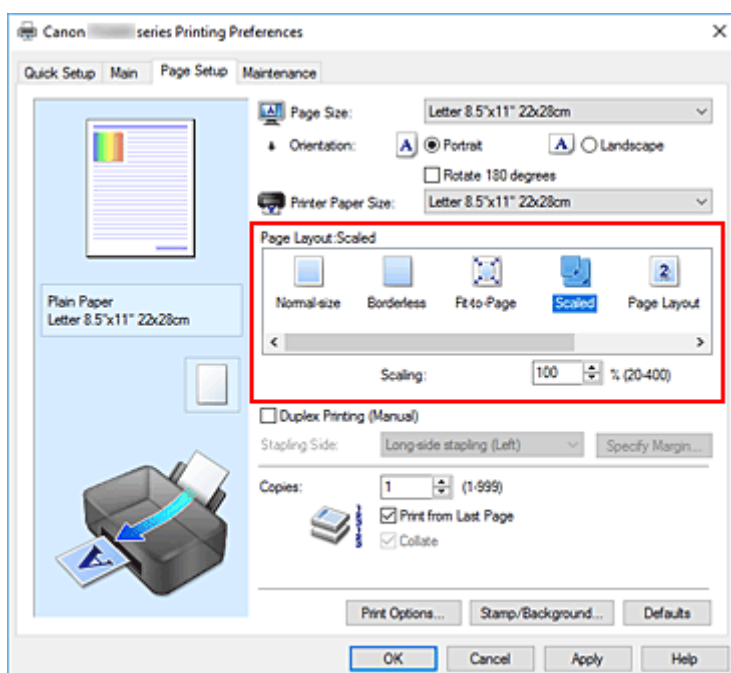 Canon series Printing Preferences
Quick Setup Main Page Setup Maintenance
Page Size: Letter 8.5"x11" 22x28cm
Orientation: A Portrait A Landscape
Rotate 180 degrees
Printer Paper Size: Letter 8.5"x11" 22x28cm
Page Layout:Scaled
Normal-size Borderless Fit-to-Page Scaled Page Layout
Plain Paper
Letter 8.5"x11" 22x28cm
Scaling: 100 % (20-400)
Duplex Printing (Manual)
Stapling Side: Long-side stapling (Left) Specify Margin...
Copies: 1 (1-999)
Print from Last Page
Collate
Print Options... Stamp/Background... Defaults
OK Cancel Apply Help